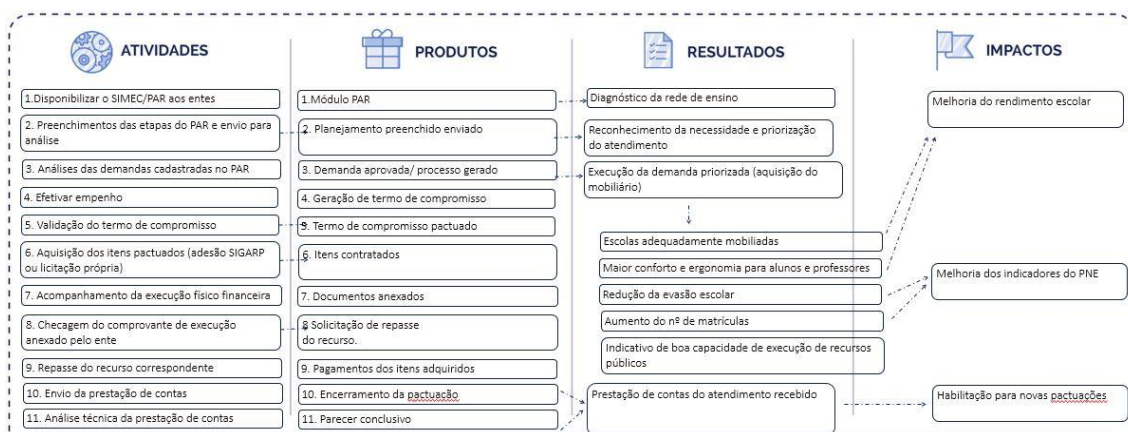 ATIVIDADES
1.Disponibilizar o SIMEC/PAR aos entes
2. Preenchimentos das etapas do PAR e envio para
análise
3. Análises das demandas cadastradas no PAR
4. Efetivar empenho
5. Validação do termo de compromisso
6. Aquisição dos itens pactuados (adesão SIGARP
ou licitação própria)
7. Acompanhamento da execução físico financeira
8. Checagem do comprovante de execução
anexado pelo ente
9. Repasse do recurso correspondente
10. Envio da prestação de contas
11. Análise técnica da prestação de contas
PRODUTOS
1.Módulo PAR
2. Planejamento preenchido enviado
3. Demanda aprovada/ processo gerado
4. Geração de termo de compromisso
5. Termo de compromisso pactuado
6. Itens contratados
7. Documentos anexados
8 Solicitação de repasse
do recurso.
9. Pagamentos dos itens adquiridos
10. Encerramento da pactuacão
11. Parecer conclusivo
RESULTADOS
Diagnóstico da rede de ensino
Reconhecimento da necessidade e priorização
do atendimento
Execução da demanda priorizada (aquisição do
mobiliário)
Escolas adequadamente mobiliadas
Maior conforto e ergonomia para alunos e professores
Redução da evasão escolar
Aumento do nº de matrículas
Indicativo de boa capacidade de execução de recursos
públicos
Prestação de contas do atendimento recebido
IMPACTOS
Melhoria do rendimento escolar
Melhoria dos indicadores do PNE
Habilitação para novas pactuações